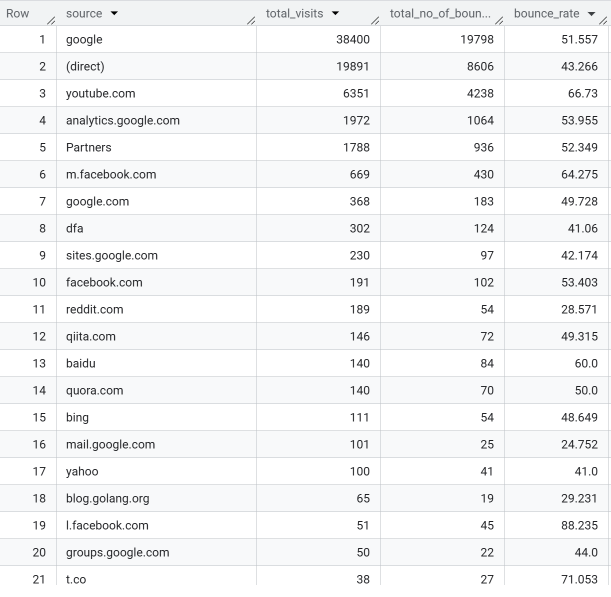 Row source total_visits total_no_of_boun... bounce_rate
1 google 38400 19798 51.557
2 (direct) 19891 8606 43.266
3 youtube.com 6351 4238 66.73
4 analytics.google.com 1972 1064 53.955
5 Partners 1788 936 52.349
6 m.facebook.com 669 430 64.275
7 google.com 368 183 49.728
8 dfa 302 124 41.06
9 sites.google.com 230 97 42.174
10 facebook.com 191 102 53.403
11 reddit.com 189 54 28.571
12 qiita.com 146 72 49.315
13 baidu 140 84 60.0
14 quora.com 140 70 50.0
15 bing 111 54 48.649
16 mail.google.com 101 25 24.752
17 yahoo 100 41 41.0
18 blog.golang.org 65 19 29.231
19 l.facebook.com 51 45 88.235
20 groups.google.com 50 22 44.0
21 t.co 38 27 71.053